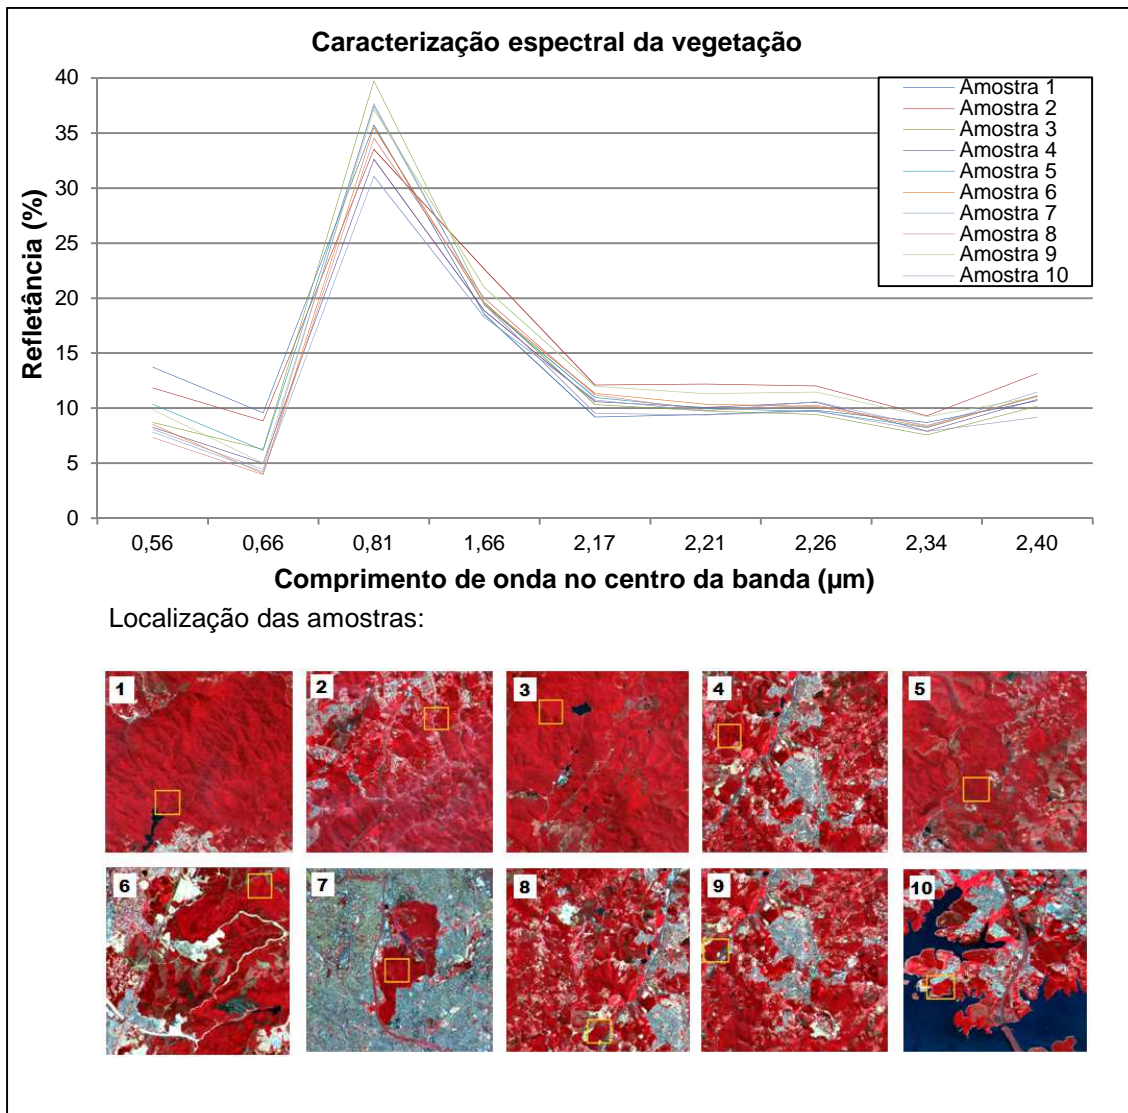 Caracterização espectral da vegetação
40
35
30
25
20
15
10
5
0
Refletância (%)
0,56 0,66 0,81 1,66 2,17 2,21 2,26 2,34 2,40
Comprimento de onda no centro da banda (µm)
Amostra 1
Amostra 2
Amostra 3
Amostra 4
Amostra 5
Amostra 6
Amostra 7
Amostra 8
Amostra 9
Amostra 10
Localização das amostras:
1 2 3 4 5
6 7 8 9 10